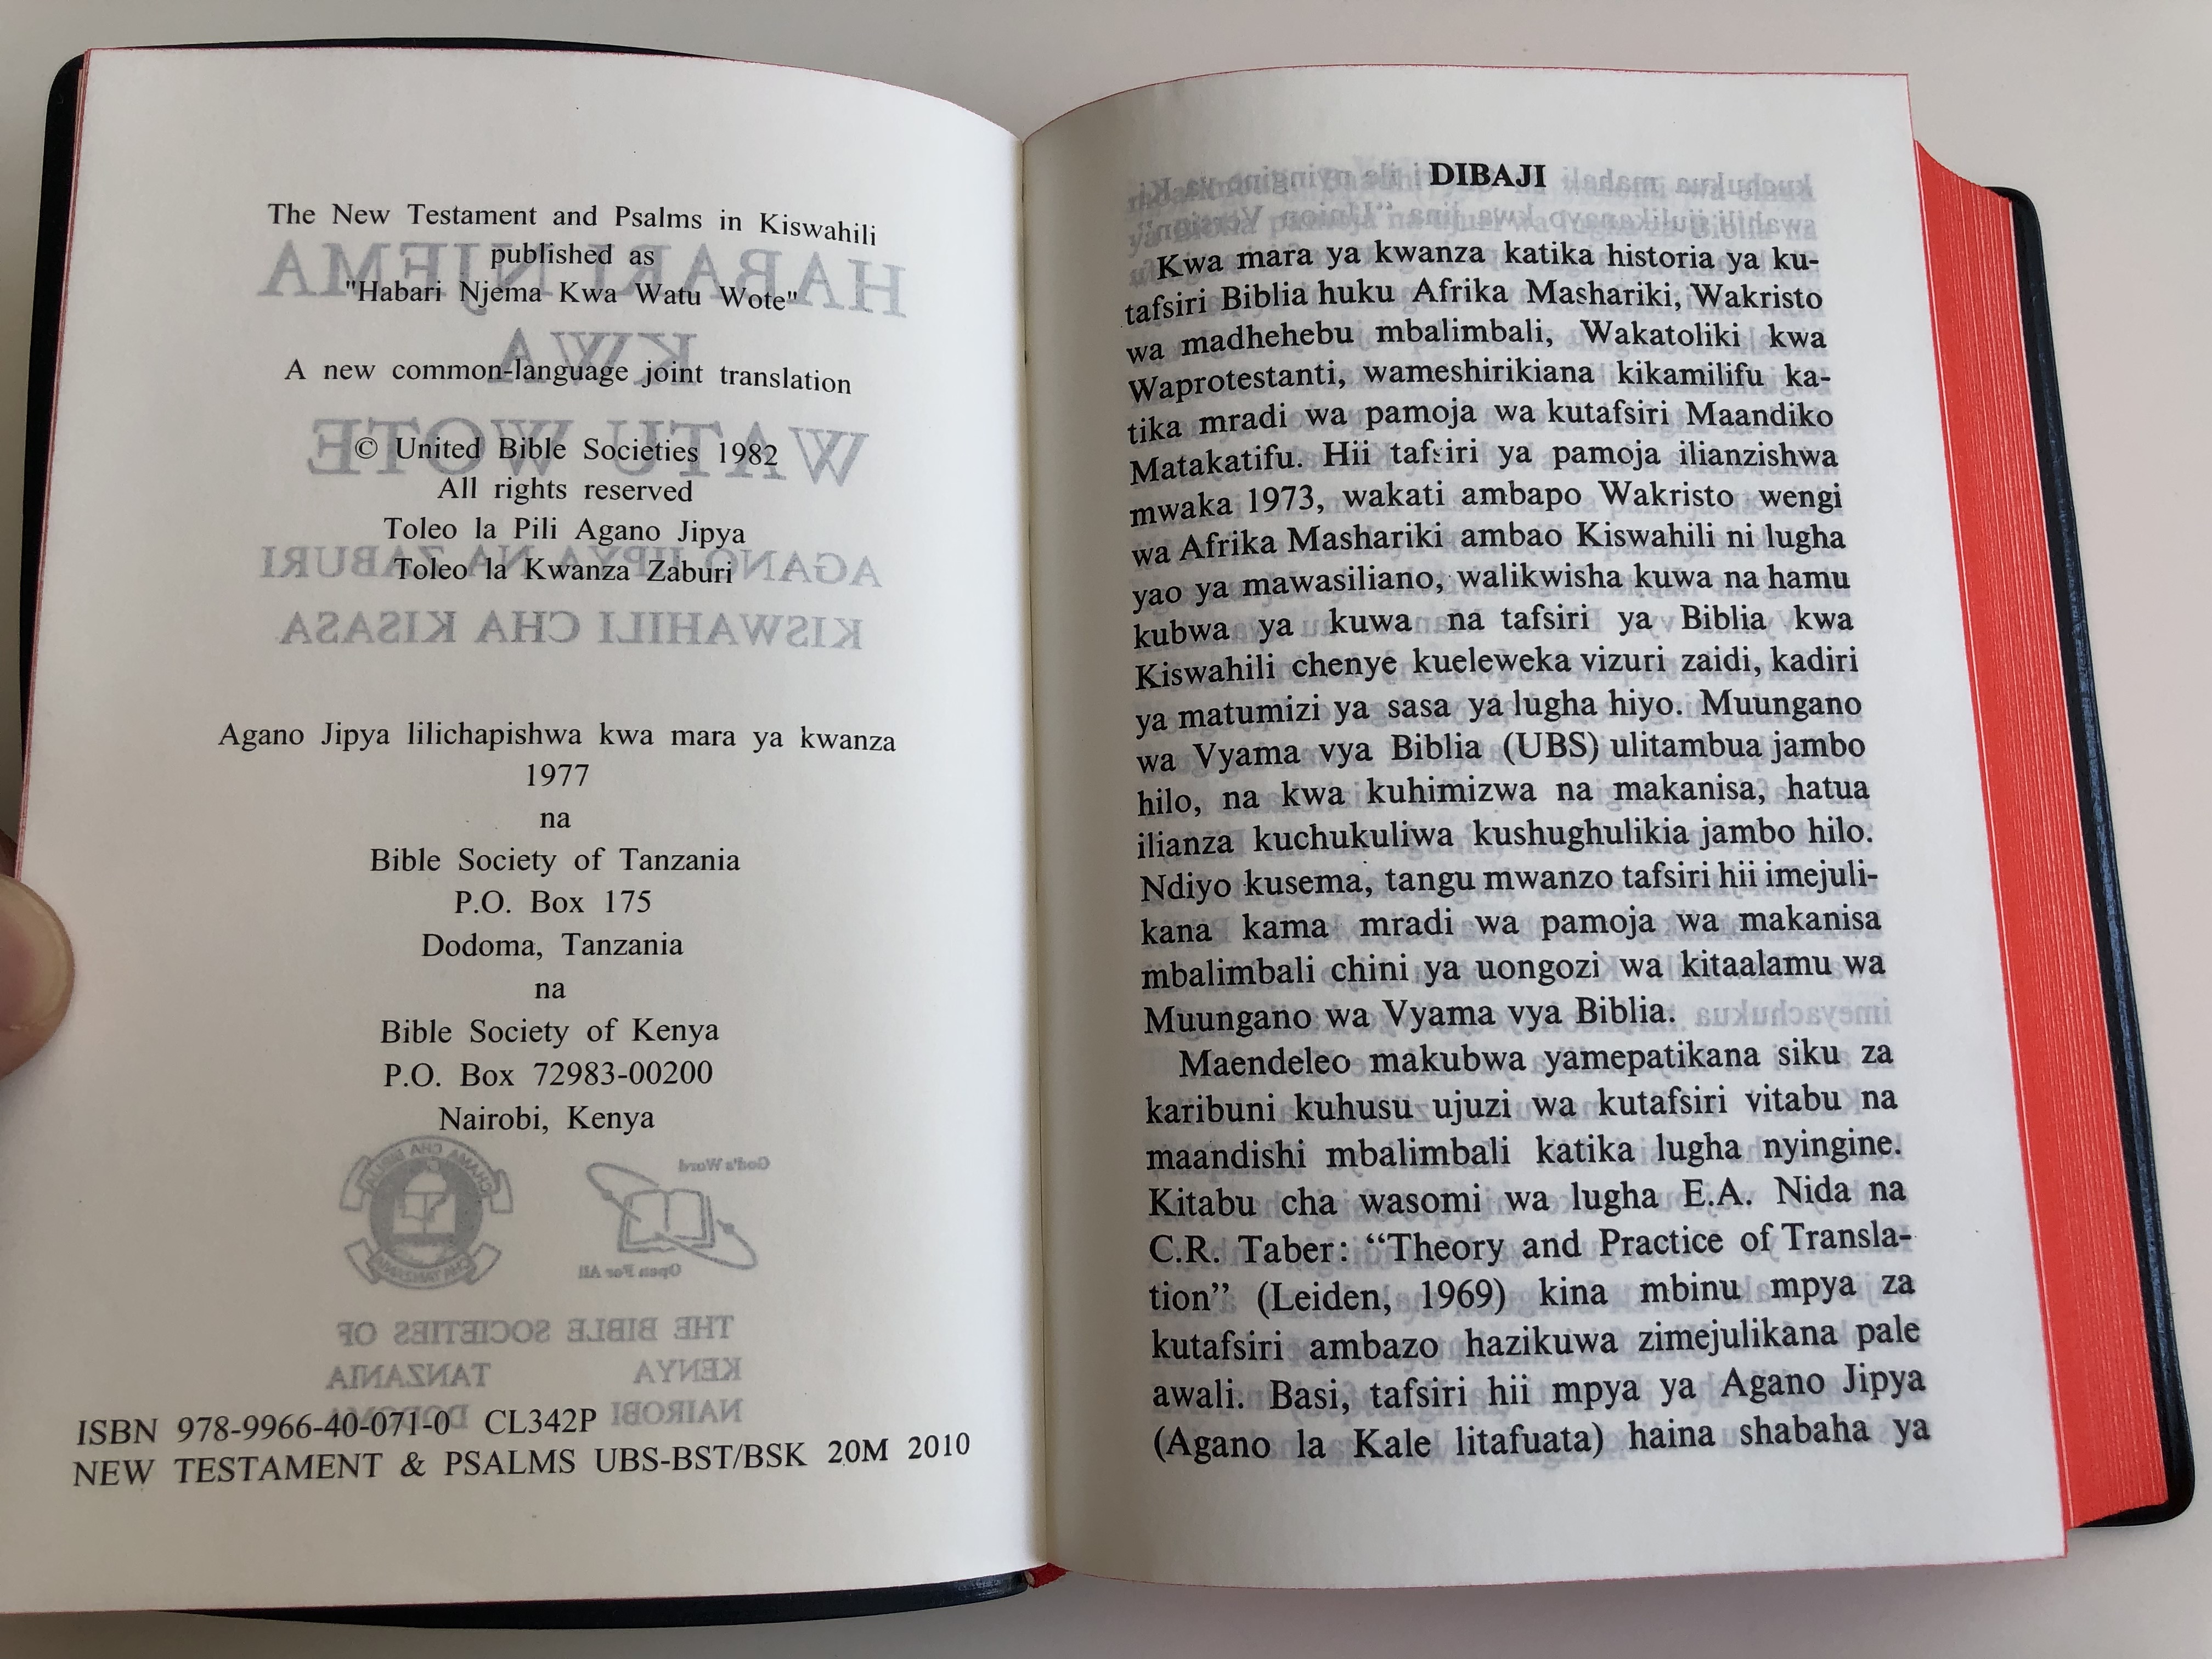 The New Testament and Psalms in Kiswahili
published as
"Habari Njema Kwa Watu Wote"
A new common-language joint translation
© United Bible Societies 1982
All rights reserved
Toleo la Pili Agano Jipya
Toleo la Kwanza Zaburi
Agano Jipya lilichapishwa kwa mara ya kwanza
1977
na
Bible Society of Tanzania
P.O. Box 175
Dodoma, Tanzania
na
Bible Society of Kenya
P.O. Box 72983-00200
Nairobi, Kenya
ISBN 978-9966-40-071-0 CL342P
NEW TESTAMENT & PSALMS UBS-BST/BSK 20M 2010
DIBAJI
Kwa mara ya kwanza katika historia ya ku-
tafsiri Biblia huku Afrika Mashariki, Wakristo
wa madhehebu mbalimbali, Wakatoliki kwa
Waprotestanti, wameshirikiana kikamilifu ka-
tika mradi wa pamoja wa kutafsiri Maandiko
Matakatifu. Hii tafsiri ya pamoja ilianzishwa
mwaka 1973, wakati ambapo Wakristo wengi
wa Afrika Mashariki ambao Kiswahili ni lugha
yao ya mawasiliano, walikwisha kuwa na hamu
kubwa ya kuwa na tafsiri ya Biblia kwa
Kiswahili chenye kueleweka vizuri zaidi, kadiri
ya matumizi ya sasa ya lugha hiyo. Muungano
wa Vyama vya Biblia (UBS) ulitambua jambo
hilo, na kwa kuhimizwa na makanisa, hatua
ilianza kuchukuliwa kushughulikia jambo hilo.
Ndiyo kusema, tangu mwanzo tafsiri hii imejuli-
kana kama mradi wa pamoja wa makanisa
mbalimbali chini ya uongozi wa kitaalamu wa
Muungano wa Vyama vya Biblia.
Maendeleo makubwa yamepatikana siku za
karibuni kuhusu ujuzi wa kutafsiri vitabu na
maandishi mbalimbali katika lugha nyingine.
Kitabu cha wasomi wa lugha E.A. Nida na
C.R. Taber: “Theory and Practice of Transla-
tion” (Leiden, 1969) kina mbinu mpya za
kutafsiri ambazo hazikuwa zimejulikana pale
awali. Basi, tafsiri hii mpya ya Agano Jipya
(Agano la Kale litafuata) haina shabaha ya